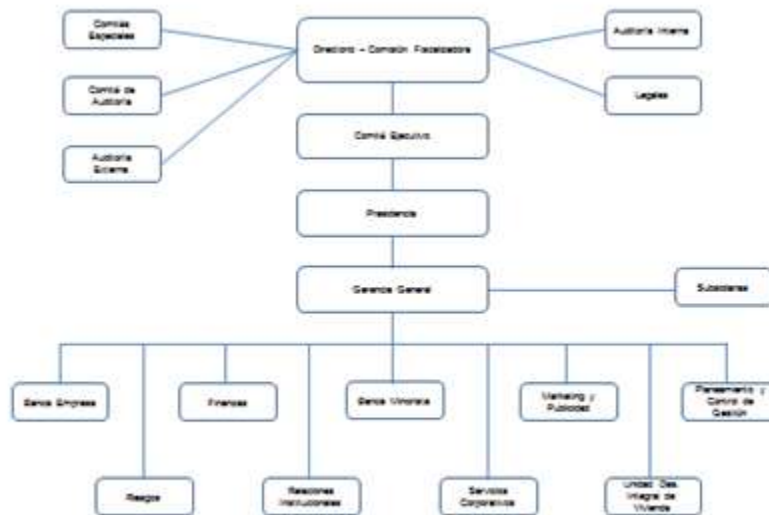 Comités
Especiales
Directorio – Comisión Fiscalizadora
Auditoría Interna
Comité de
Auditoría
Legales
Comité Ejecutivo
Auditoría
Externa
Presidencia
Gerencia General
Subsidiarias
Banca Empresa
Finanzas
Banca Minorista
Marketing y
Publicidad
Planeamiento y
Control de
Gestión
Riesgos
Relaciones
Institucionales
Servicios
Corporativos
Unidad Des.
Integral de
Vivienda